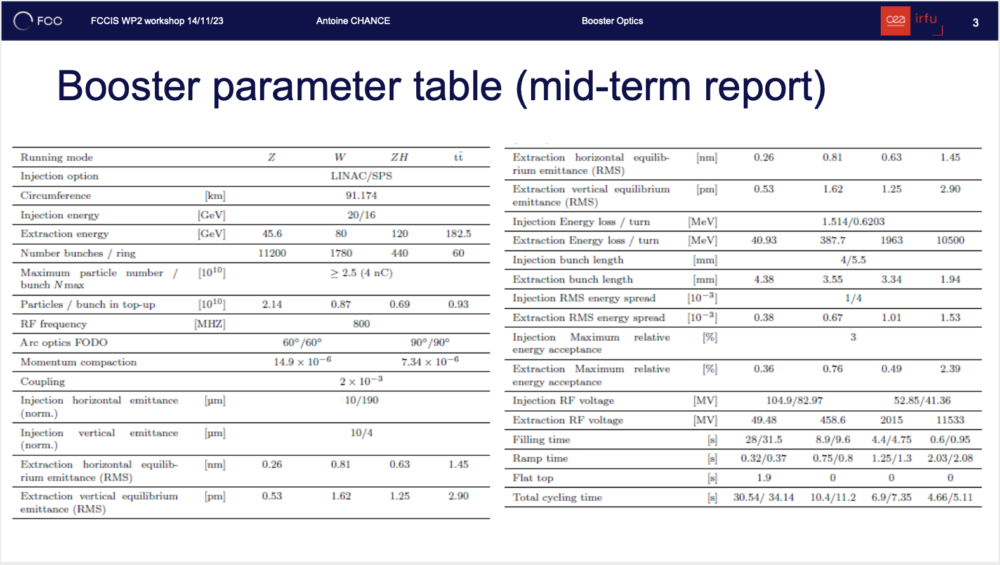 FCC
FCCIS WP2 workshop 14/11/23
Antoine CHANCE
Booster Optics
cea irfu
3
Booster parameter table (mid-term report)
Running mode Z W ZH tt̄
Injection option LINAC/SPS
Circumference [km] 91.174
Injection energy [GeV] 20/16
Extraction energy [GeV] 45.6 80 120 182.5
Number bunches / ring 11200 1780 440 60
Maximum particle number / [10¹⁰] ≥ 2.5 (4 nC)
bunch Nmax
Particles / bunch in top-up [10¹⁰] 2.14 0.87 0.69 0.93
RF frequency [MHZ] 800
Arc optics FODO 60°/60° 90°/90°
Momentum compaction 14.9 × 10⁻⁶ 7.34 × 10⁻⁶
Coupling 2 × 10⁻³
Injection horizontal emittance [µm] 10/190
(norm.)
Injection vertical emittance [µm] 10/4
(norm.)
Extraction horizontal equilib- [nm] 0.26 0.81 0.63 1.45
rium emittance (RMS)
Extraction vertical equilibrium [pm] 0.53 1.62 1.25 2.90
emittance (RMS)
Extraction horizontal equilib- [nm] 0.26 0.81 0.63 1.45
rium emittance (RMS)
Extraction vertical equilibrium [pm] 0.53 1.62 1.25 2.90
emittance (RMS)
Injection Energy loss / turn [MeV] 1.514/0.6203
Extraction Energy loss / turn [MeV] 40.93 387.7 1963 10500
Injection bunch length [mm] 4/5.5
Extraction bunch length [mm] 4.38 3.55 3.34 1.94
Injection RMS energy spread [10⁻³] 1/4
Extraction RMS energy spread [10⁻³] 0.38 0.67 1.01 1.53
Injection Maximum relative [%] 3
energy acceptance
Extraction Maximum relative [%] 0.36 0.76 0.49 2.39
energy acceptance
Injection RF voltage [MV] 104.9/82.97 52.85/41.36
Extraction RF voltage [MV] 49.48 458.6 2015 11533
Filling time [s] 28/31.5 8.9/9.6 4.4/4.75 0.6/0.95
Ramp time [s] 0.32/0.37 0.75/0.8 1.25/1.3 2.03/2.08
Flat top [s] 1.9 0 0 0
Total cycling time [s] 30.54/ 34.14 10.4/11.2 6.9/7.35 4.66/5.11